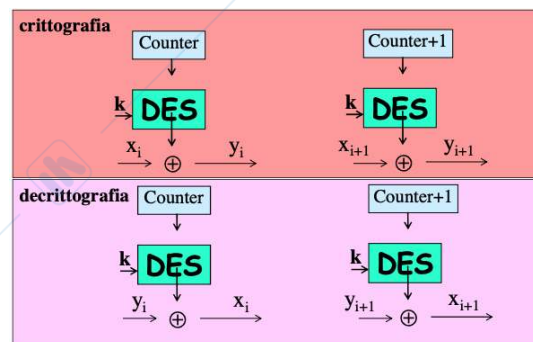 crittografia
Counter Counter+1
k DES k DES
xᵢ ⊕ yᵢ xᵢ₊₁ ⊕ yᵢ₊₁
decrittografia Counter Counter+1
k DES k DES
yᵢ ⊕ xᵢ yᵢ₊₁ ⊕ xᵢ₊₁